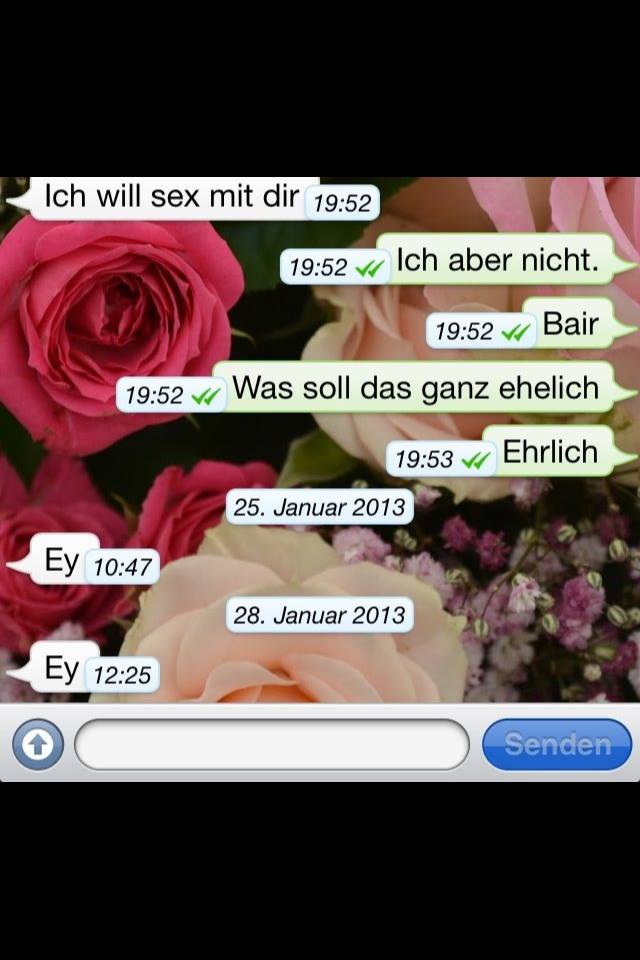 Ich will sex mit dir 19:52
19:52 Ich aber nicht.
19:52 Bair
19:52 Was soll das ganz ehelich
19:53 Ehrlich
25. Januar 2013
Ey 10:47
28. Januar 2013
Ey 12:25
Senden